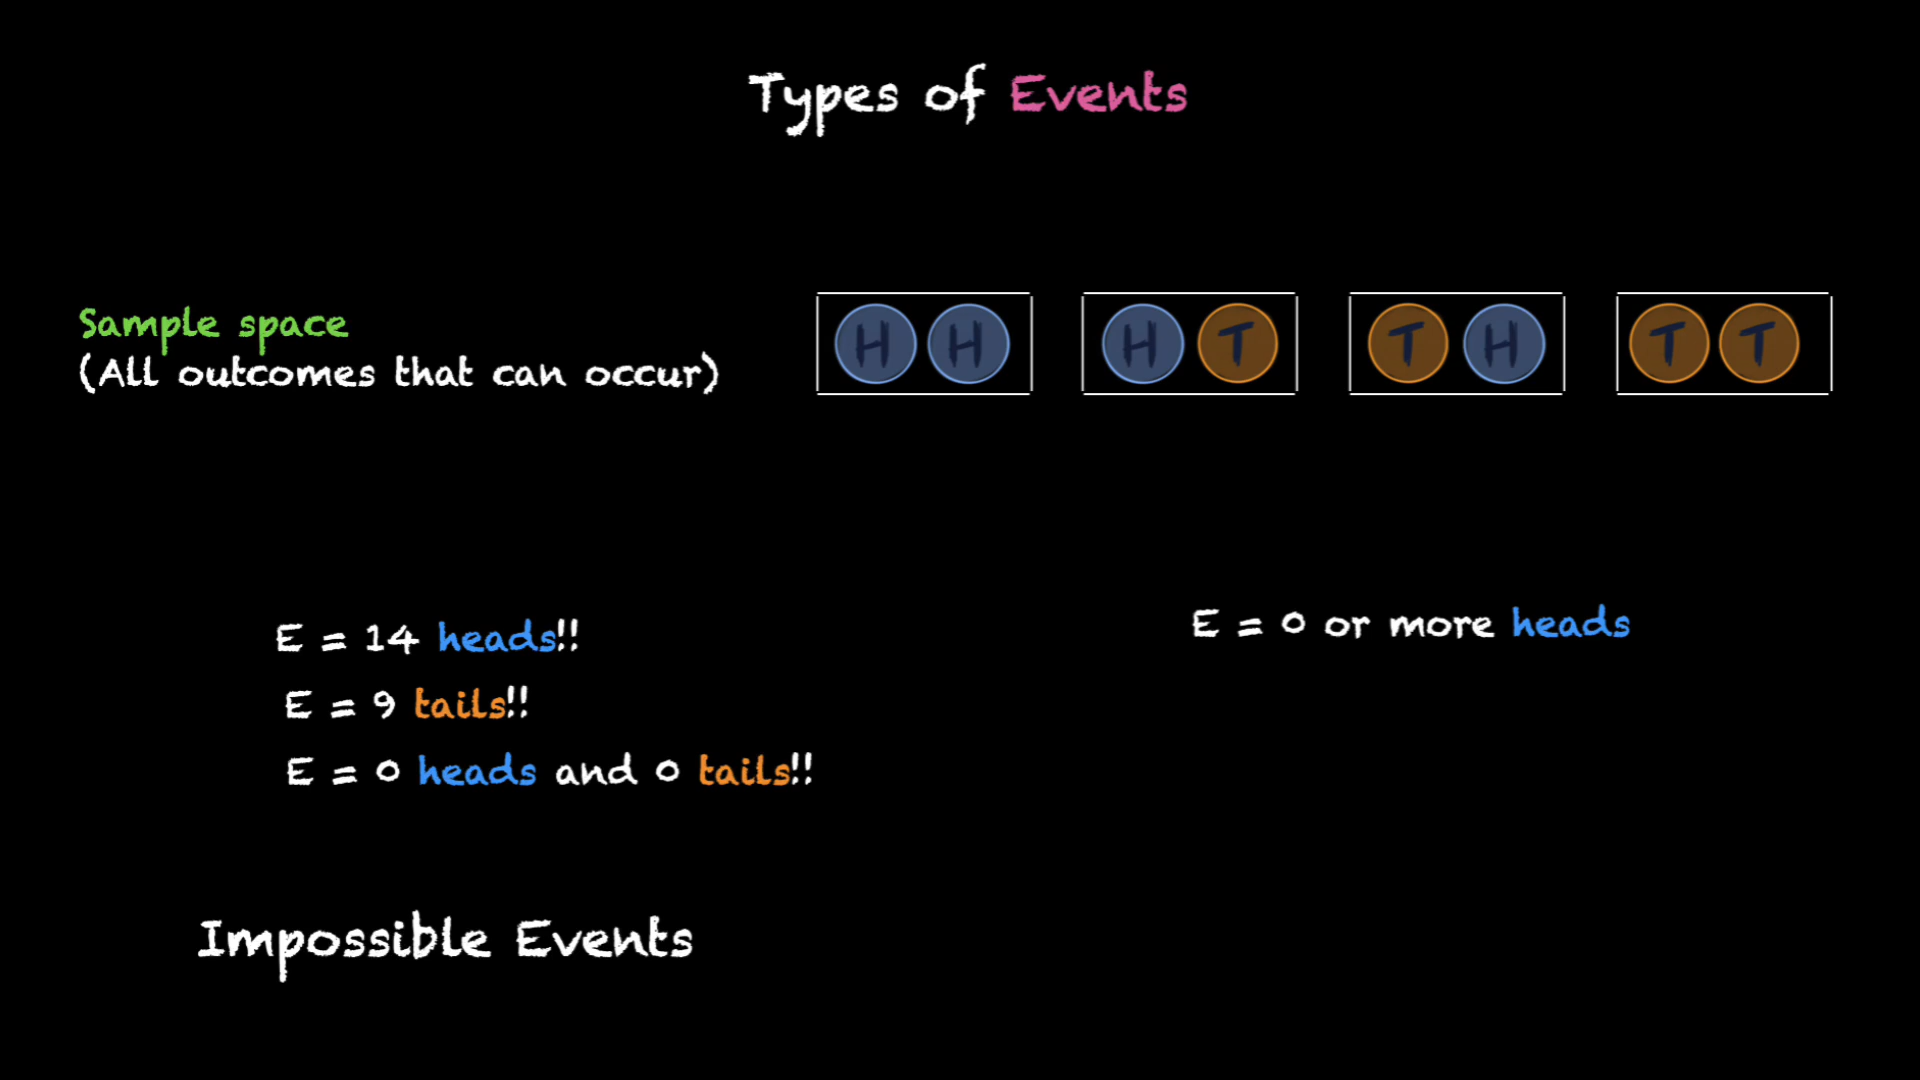 Types of Events
Sample space
(All outcomes that can occur)
H H H T T H T T
E = 14 heads!!
E = 9 tails!!
E = 0 heads and 0 tails!!
E = 0 or more heads
Impossible Events